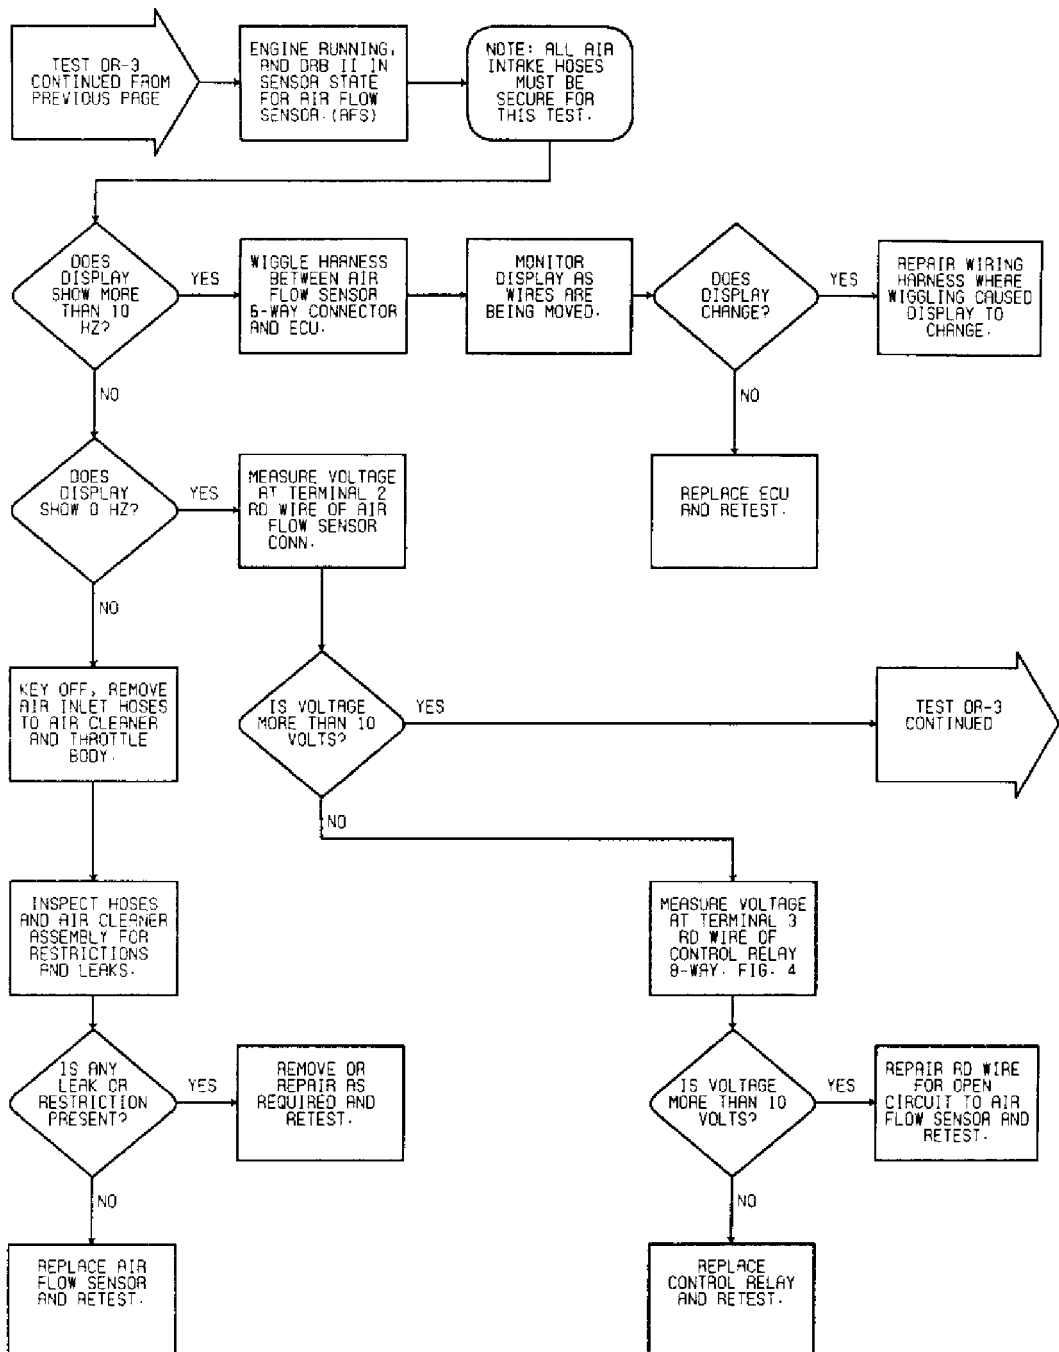 TEST DR-3
CONTINUED FROM
PREVIOUS PAGE
ENGINE RUNNING,
AND DRB II IN
SENSOR STATE
FOR AIR FLOW
SENSOR.(AFS)
NOTE: ALL AIR
INTAKE HOSES
MUST BE
SECURE FOR
THIS TEST.
DOES
DISPLAY
SHOW MORE
THAN 10
HZ?
YES
WIGGLE HARNESS
BETWEEN AIR
FLOW SENSOR
6-WAY CONNECTOR
AND ECU.
MONITOR
DISPLAY AS
WIRES ARE
BEING MOVED.
DOES
DISPLAY
CHANGE?
YES
REPAIR WIRING
HARNESS WHERE
WIGGLING CAUSED
DISPLAY TO
CHANGE.
NO
NO
DOES
DISPLAY
SHOW 0 HZ?
YES
MEASURE VOLTAGE
AT TERMINAL 2
RD WIRE OF AIR
FLOW SENSOR
CONN.
REPLACE ECU
AND RETEST.
NO
KEY OFF, REMOVE
AIR INLET HOSES
TO AIR CLEANER
AND THROTTLE
BODY.
IS VOLTAGE
MORE THAN 10
VOLTS?
YES
TEST DR-3
CONTINUED
NO
INSPECT HOSES
AND AIR CLEANER
ASSEMBLY FOR
RESTRICTIONS
AND LEAKS.
MEASURE VOLTAGE
AT TERMINAL 3
RD WIRE OF
CONTROL RELAY
8-WAY. FIG. 4
IS ANY
LEAK OR
RESTRICTION
PRESENT?
YES
REMOVE OR
REPAIR AS
REQUIRED AND
RETEST.
IS VOLTAGE
MORE THAN 10
VOLTS?
YES
REPAIR RD WIRE
FOR OPEN
CIRCUIT TO AIR
FLOW SENSOR AND
RETEST.
NO
NO
REPLACE AIR
FLOW SENSOR
AND RETEST.
REPLACE
CONTROL RELAY
AND RETEST.